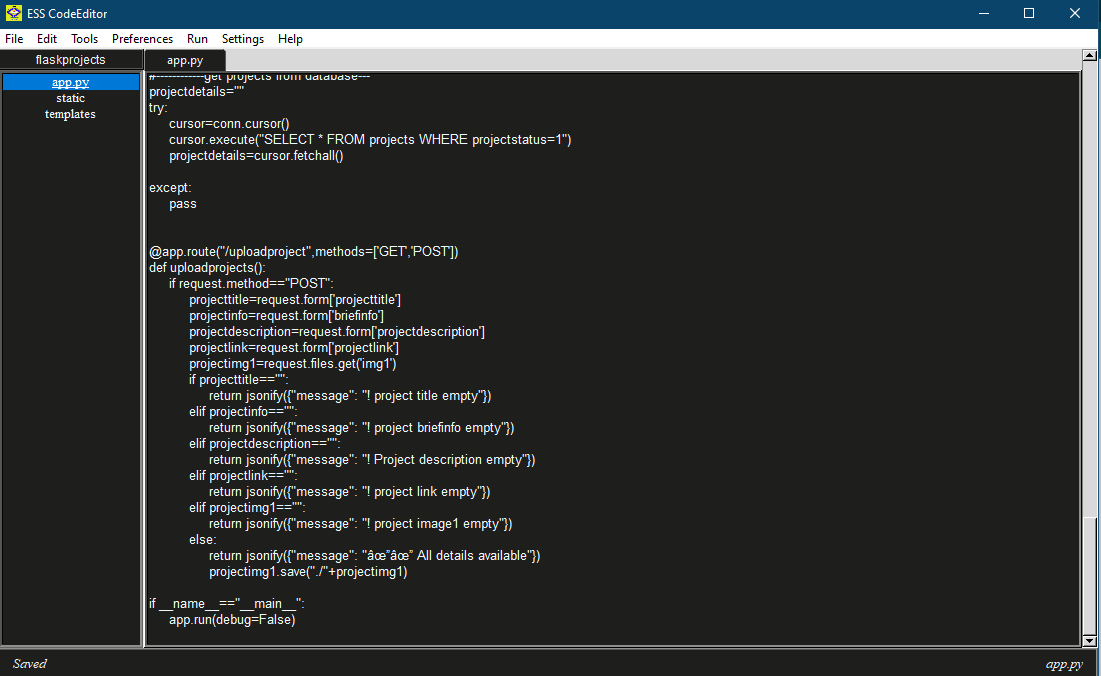 ESS CodeEditor
File Edit Tools Preferences Run Settings Help
flaskprojects
app.py
app.py
static
templates
#------------get projects from database---
projectdetails=""
try:
cursor=conn.cursor()
cursor.execute("SELECT * FROM projects WHERE projectstatus=1")
projectdetails=cursor.fetchall()
except:
pass
@app.route("/uploadproject",methods=['GET','POST'])
def uploadprojects():
if request.method=="POST":
projecttitle=request.form['projecttitle']
projectinfo=request.form['briefinfo']
projectdescription=request.form['projectdescription']
projectlink=request.form['projectlink']
projectimg1=request.files.get('img1')
if projecttitle=="":
return jsonify({"message": "! project title empty"})
elif projectinfo=="":
return jsonify({"message": "! project briefinfo empty"})
elif projectdescription=="":
return jsonify({"message": "! Project description empty"})
elif projectlink=="":
return jsonify({"message": "! project link empty"})
elif projectimg1=="":
return jsonify({"message": "! project image1 empty"})
else:
return jsonify({"message": "âœ”âœ” All details available"})
projectimg1.save("./"+projectimg1)
if __name__=="__main__":
app.run(debug=False)
Saved
app.py